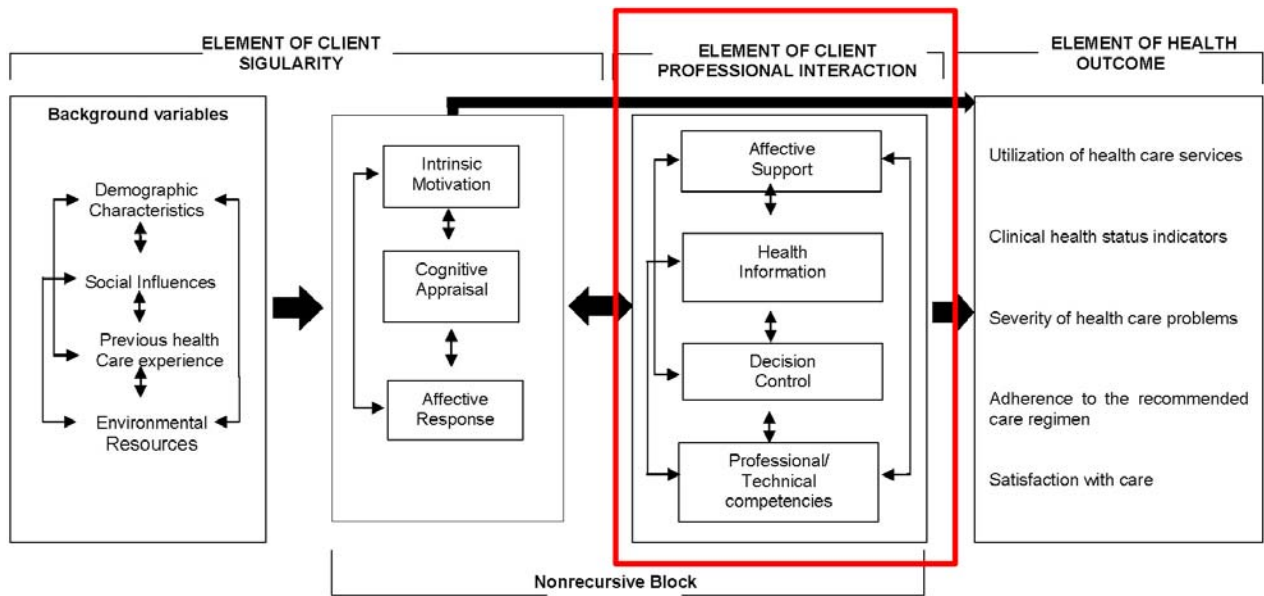 ELEMENT OF CLIENT
SIGULARITY
ELEMENT OF CLIENT
PROFESSIONAL INTERACTION
ELEMENT OF HEALTH
OUTCOME
Background variables
Demographic
Characteristics
Social Influences
Previous health
Care experience
Environmental
Resources
Intrinsic
Motivation
Cognitive
Appraisal
Affective
Response
Affective
Support
Health
Information
Decision
Control
Professional/
Technical
competencies
Utilization of health care services
Clinical health status indicators
Severity of health care problems
Adherence to the recommended
care regimen
Satisfaction with care
Nonrecursive Block